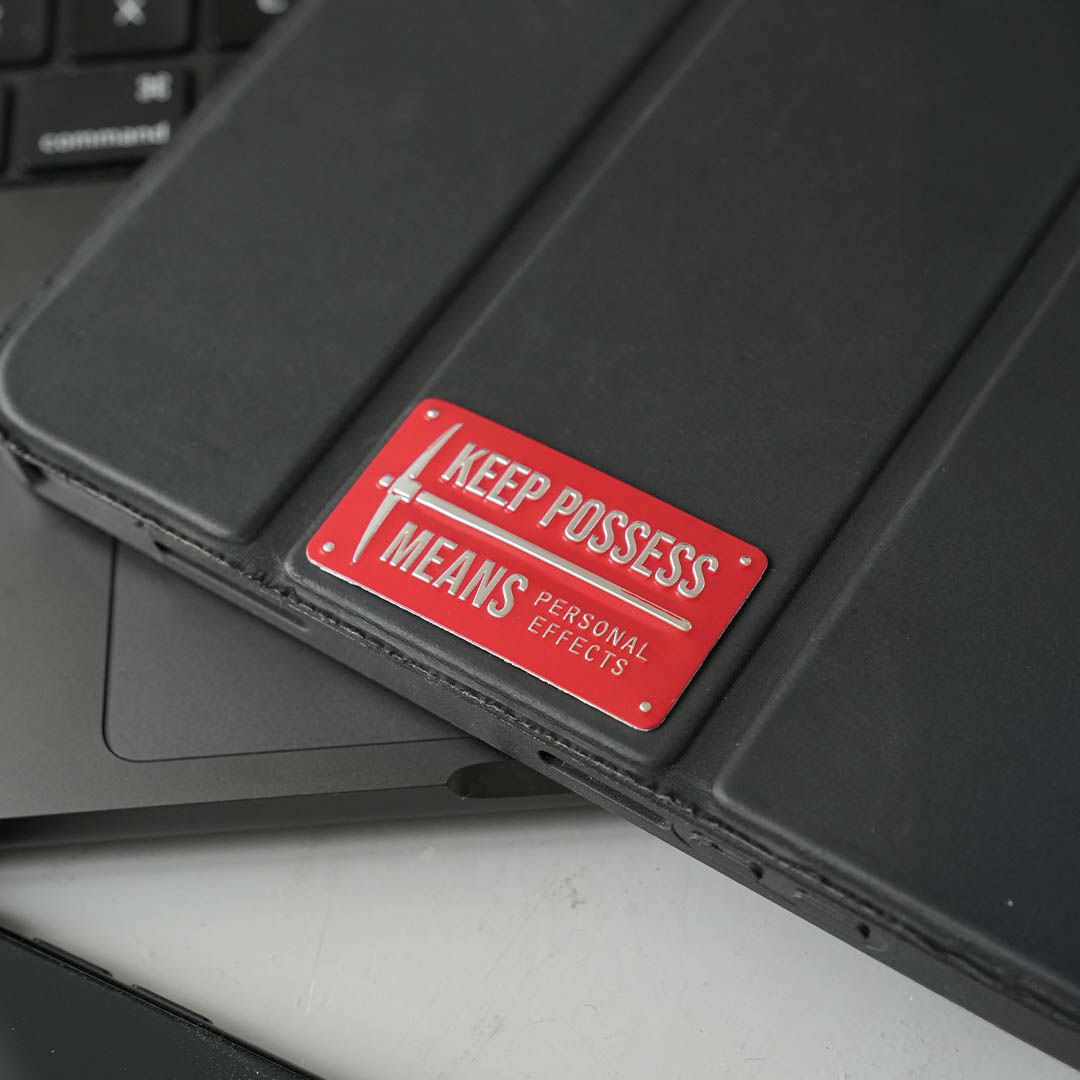 X
⌘
command
KEEP POSSESS
MEANS
PERSONAL
EFFECTS